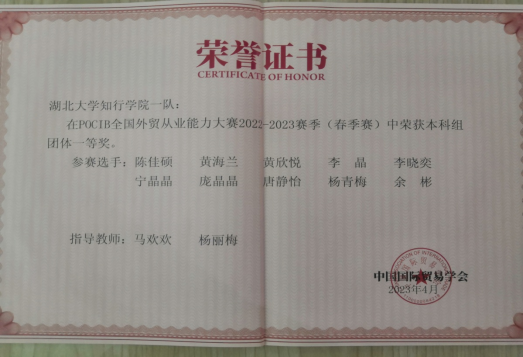 荣誉证书
CERTIFICATE OF HONOR
湖北大学知行学院一队：
在POCIB全国外贸从业能力大赛2022-2023赛季（春季赛）中荣获本科组
团体一等奖。
参赛选手：陈佳硕 黄海兰 黄欣悦 李晶 李晓奕
宁晶晶 庞晶晶 唐静怡 杨青梅 余彬
指导教师：马欢欢 杨丽梅
中国国际贸易学会
2023年4月